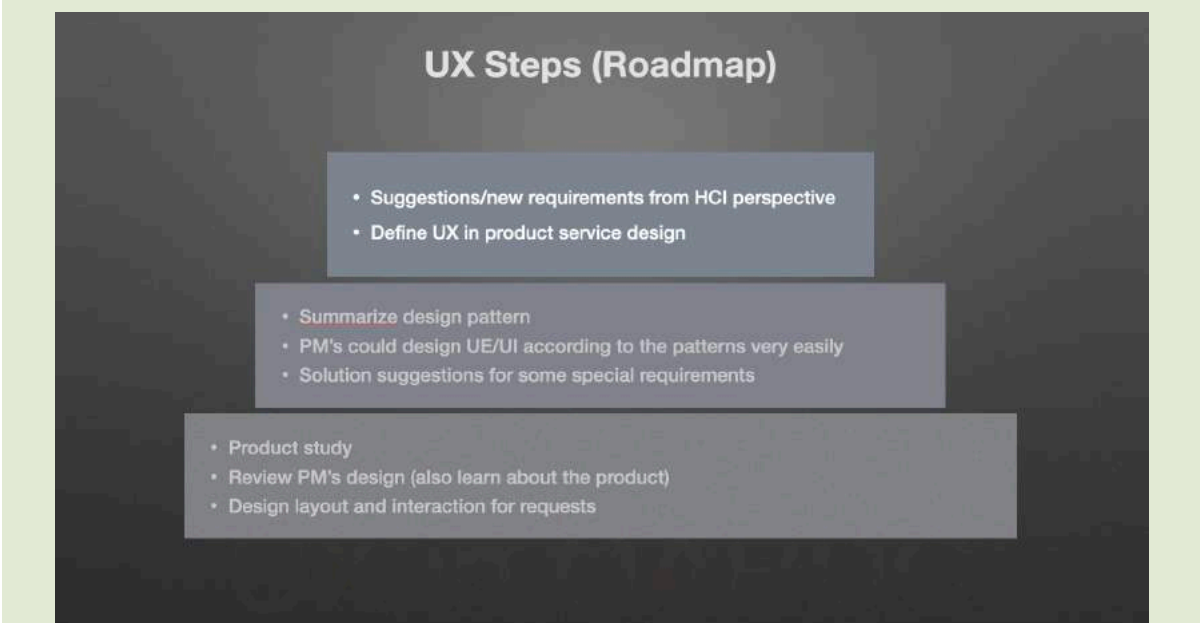 UX Steps (Roadmap)
• Suggestions/new requirements from HCI perspective
• Define UX in product service design
• Summarize design pattern
• PM's could design UE/UI according to the patterns very easily
• Solution suggestions for some special requirements
• Product study
• Review PM's design (also learn about the product)
• Design layout and interaction for requests